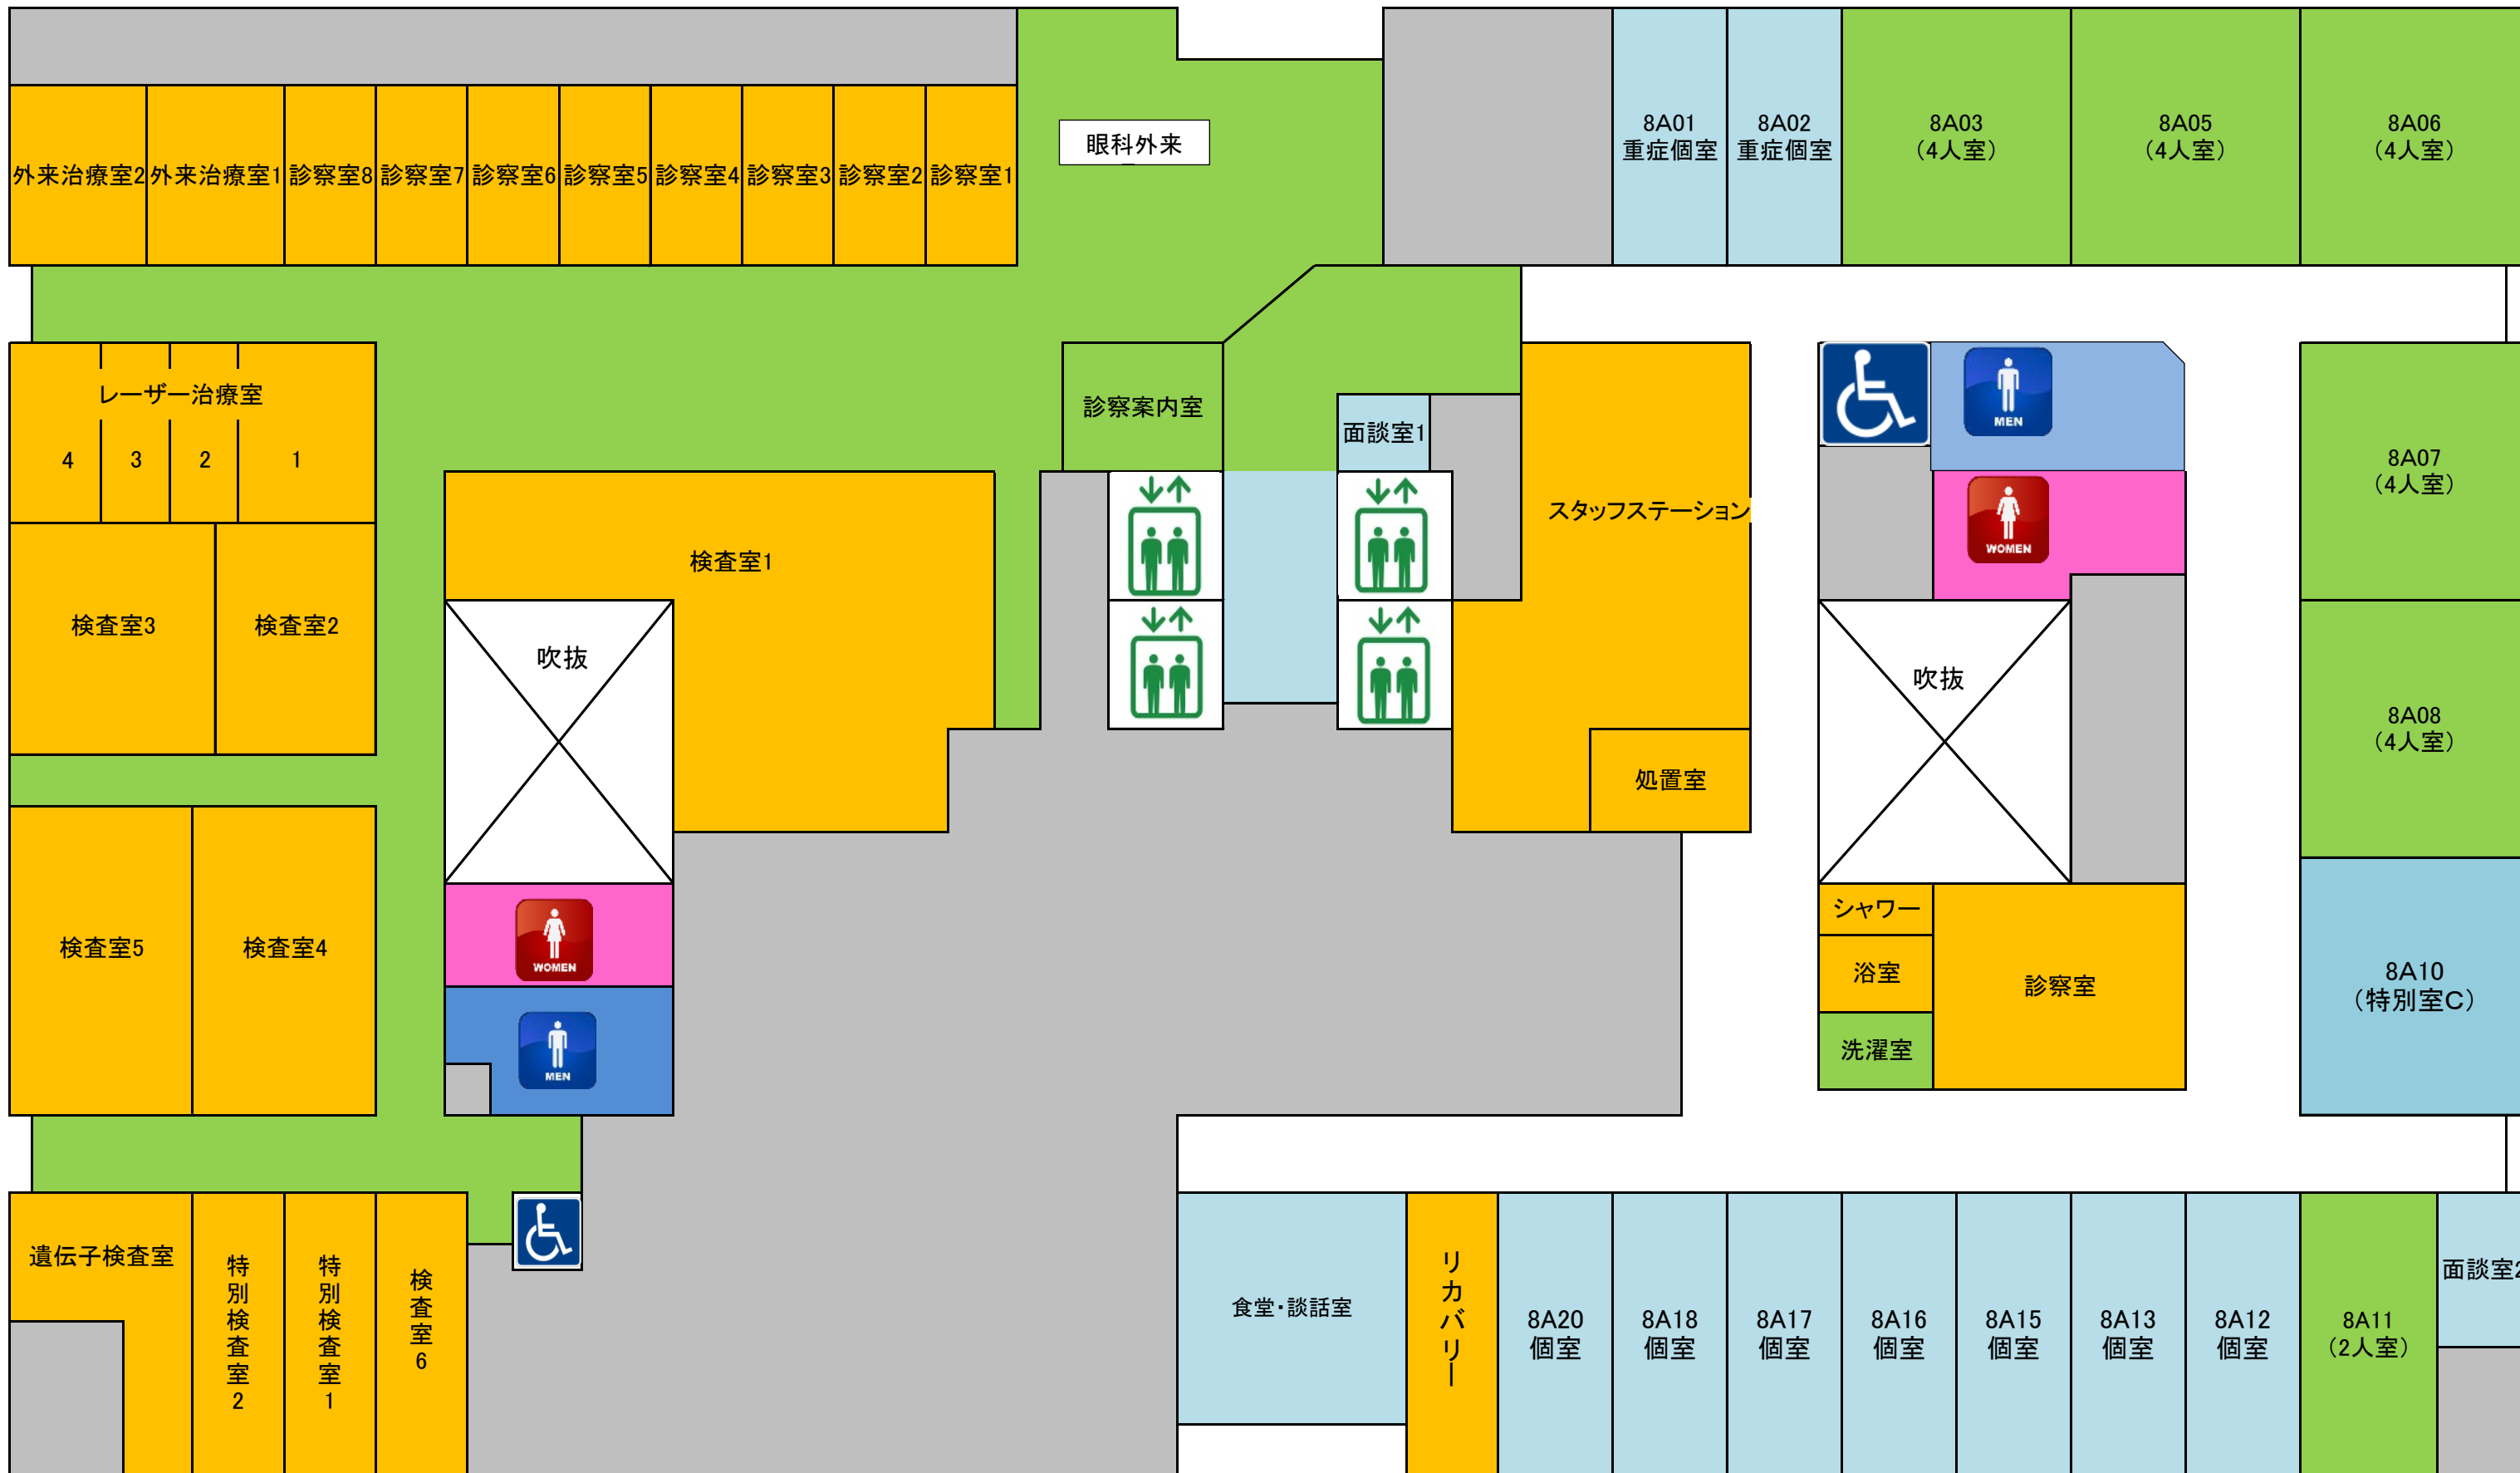 眼科外来
8A01
重症個室
8A02
重症個室
8A03
（4人室）
8A05
（4人室）
8A06
（4人室）
外来治療室2
外来治療室1
診察室8
診察室7
診察室6
診察室5
診察室4
診察室3
診察室2
診察室1
レーザー治療室
4
3
2
1
診察案内室
面談室1
MEN
8A07
（4人室）
スタッフステーション
WOMEN
検査室1
検査室3
検査室2
吹抜
吹抜
8A08
（4人室）
処置室
シャワー
検査室5
検査室4
WOMEN
浴室
診察室
8A10
（特別室C）
洗濯室
MEN
遺伝子検査室
特別検査室2
特別検査室1
検査室6
食堂・談話室
リカバリー
8A20
個室
8A18
個室
8A17
個室
8A16
個室
8A15
個室
8A13
個室
8A12
個室
8A11
（2人室）
面談室2